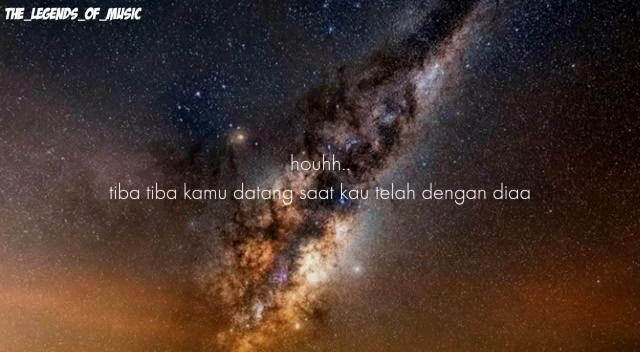 THE_LEGENDS_OF_MUSIC
houhh..
tiba tiba kamu datang saat kau telah dengan diaa